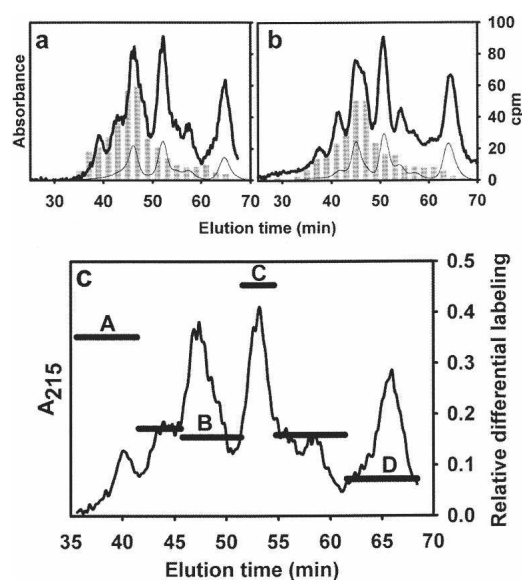 a
b
Absorbance
100
80
60
40
20
0
cpm
20 30 40 50 60 70
30 40 50 60 70
Elution time (min)
c
A
B
C
D
A215
0.5
0.4
0.3
0.2
0.1
0.0
Relative differential labeling
35 40 45 50 55 60 65 70
Elution time (min)